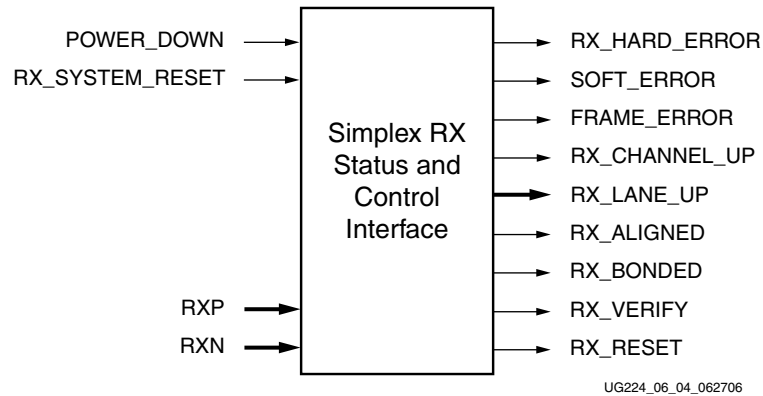 POWER_DOWN
RX_SYSTEM_RESET
RXP
RXN
Simplex RX
Status and
Control
Interface
RX_HARD_ERROR
SOFT_ERROR
FRAME_ERROR
RX_CHANNEL_UP
RX_LANE_UP
RX_ALIGNED
RX_BONDED
RX_VERIFY
RX_RESET
UG224_06_04_062706